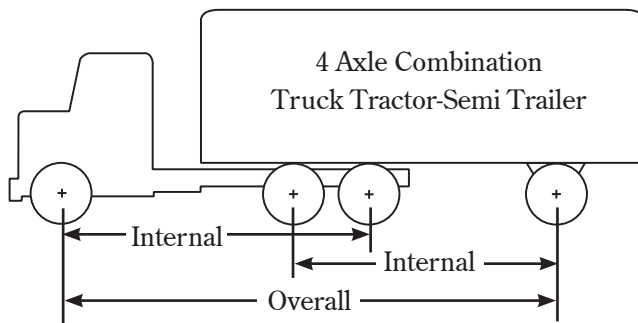 4 Axle Combination
Truck Tractor-Semi Trailer
Internal
Internal
Overall